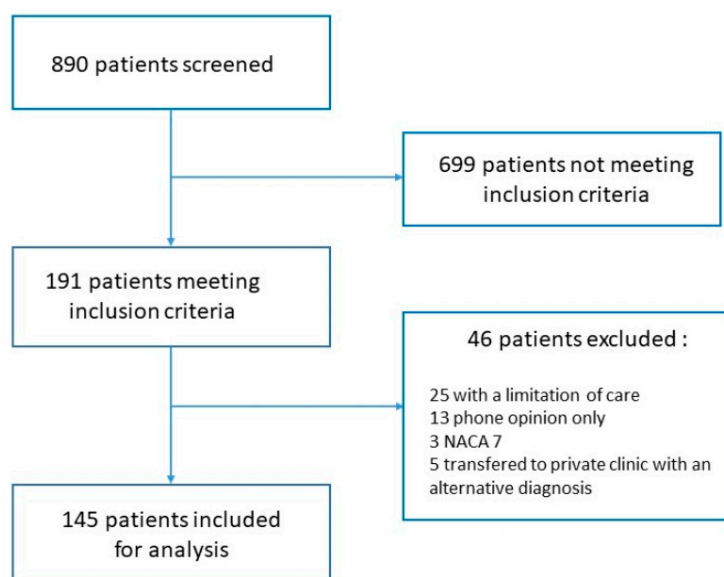 890 patients screened
699 patients not meeting
inclusion criteria
191 patients meeting
inclusion criteria
46 patients excluded :
25 with a limitation of care
13 phone opinion only
3 NACA 7
5 transfered to private clinic with an
alternative diagnosis
145 patients included
for analysis